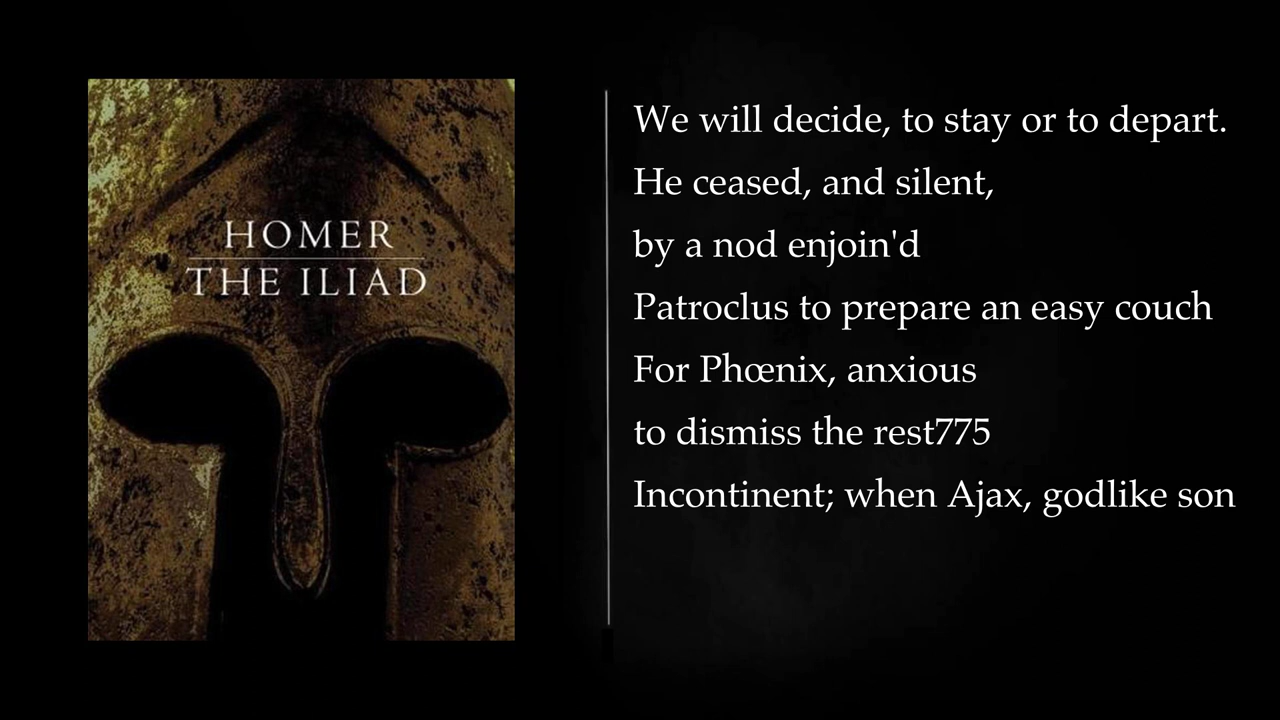 HOMER
THE ILIAD
We will decide, to stay or to depart.
He ceased, and silent,
by a nod enjoin'd
Patroclus to prepare an easy couch
For Phœnix, anxious
to dismiss the rest775
Incontinent; when Ajax, godlike son